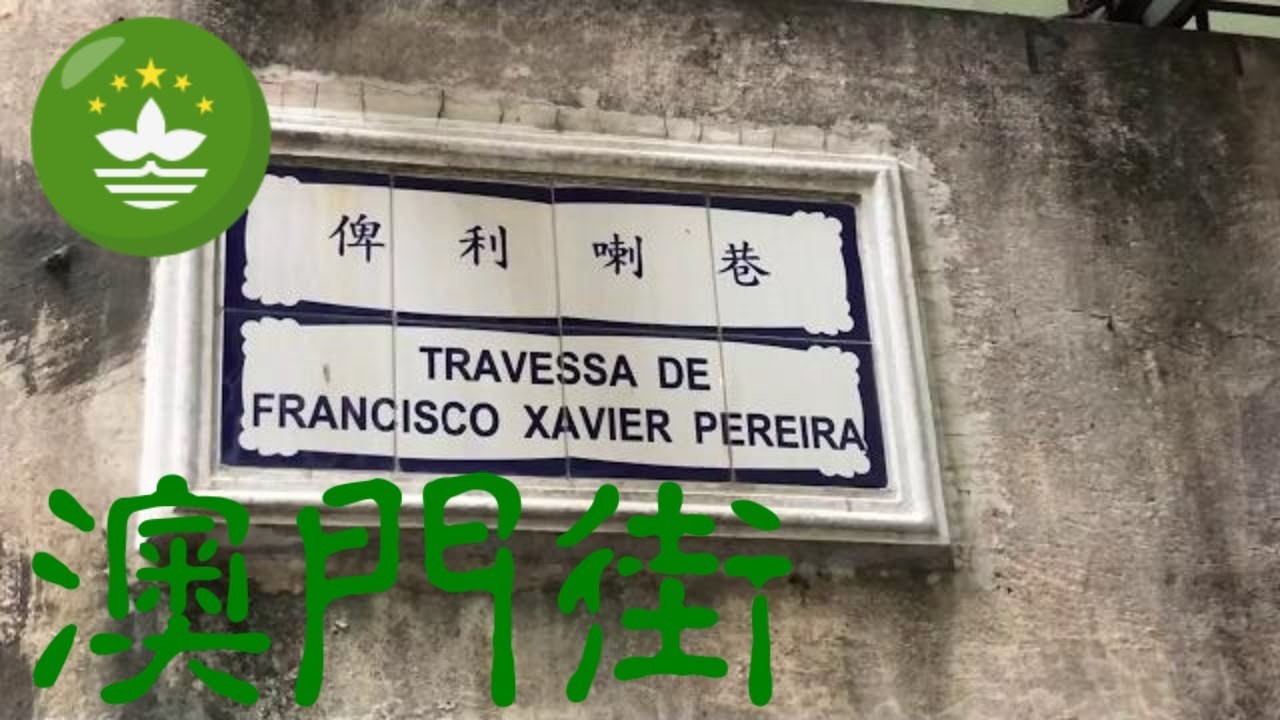 俾利喇巷
TRAVESSA DE
FRANCISCO XAVIER PEREIRA
澳門街